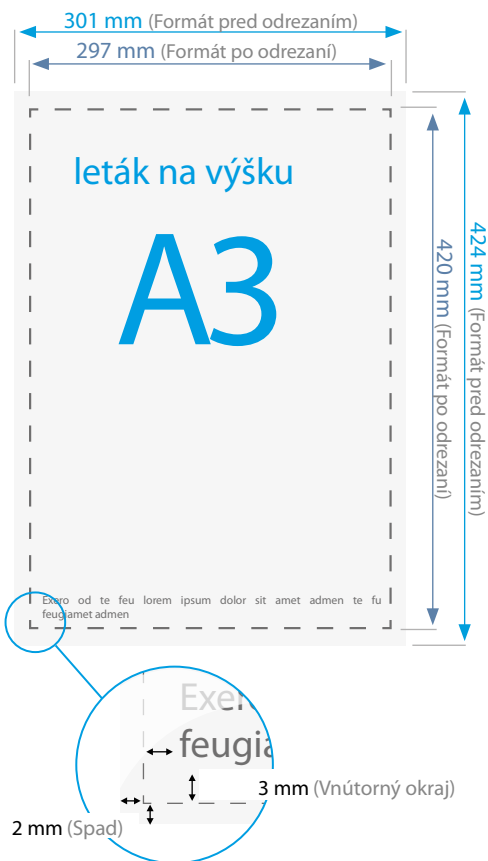 301 mm (Formát pred odrezaním)
297 mm (Formát po odrezaní)
leták na výšku
A3
420 mm (Formát po odrezaní)
424 mm (Formát pred odrezaním)
Exero od te feu lorem ipsum dolor sit amet admen te fu
feugiamet admen
Exero
feugia
3 mm (Vnútorný okraj)
2 mm (Spad)